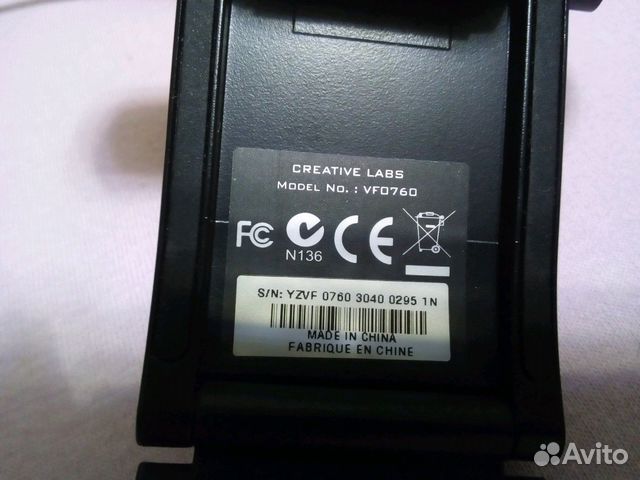 CREATIVE LABS
MODEL NO. : VF0760
FC
N136
CE
S/N: YZVF 0760 3040 0295 1N
MADE IN CHINA
FABRIQUE EN CHINE
Avito